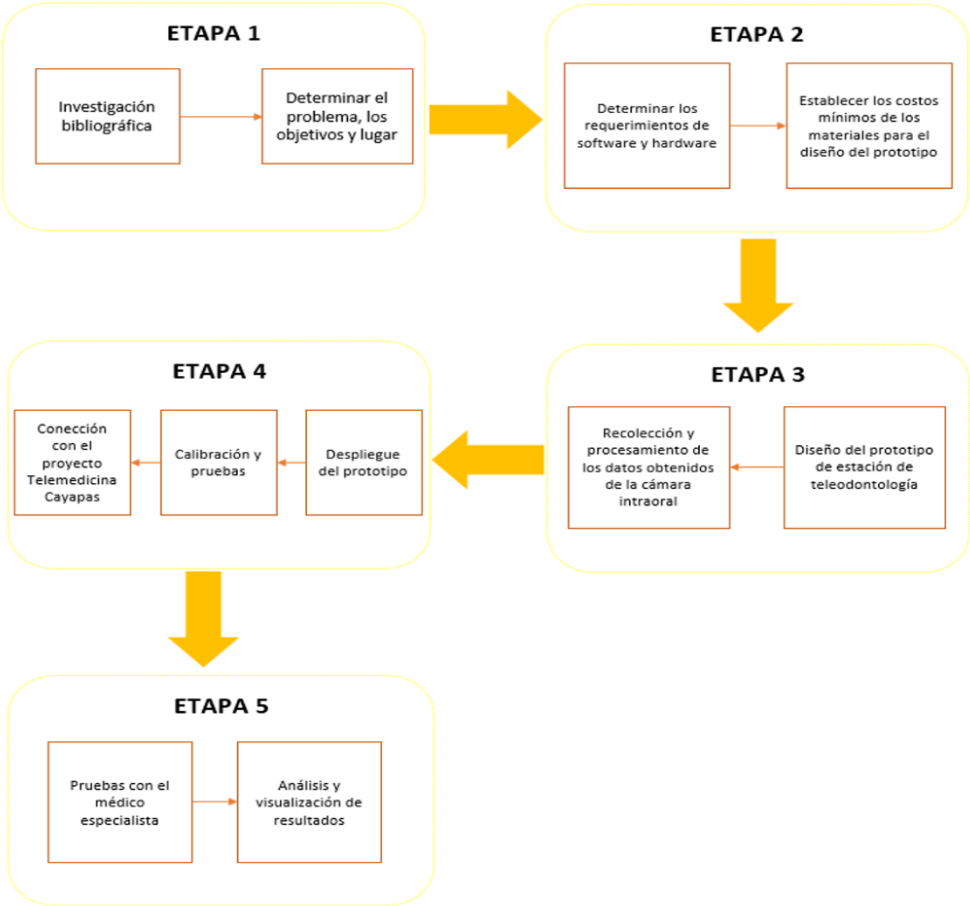 ETAPA 1
Investigación
bibliográfica
Determinar el
problema, los
objetivos y lugar
ETAPA 2
Determinar los
requerimientos de
software y hardware
Establecer los costos
mínimos de los
materiales para el
diseño del prototipo
ETAPA 3
Diseño del prototipo
de estación de
teleodontología
Recolección y
procesamiento de
los datos obtenidos
de la cámara
intraoral
ETAPA 4
Despliegue
del prototipo
Calibración y
pruebas
Conección
con el
proyecto
Telemedicina
Cayapas
ETAPA 5
Pruebas con el
médico
especialista
Análisis y
visualización de
resultados